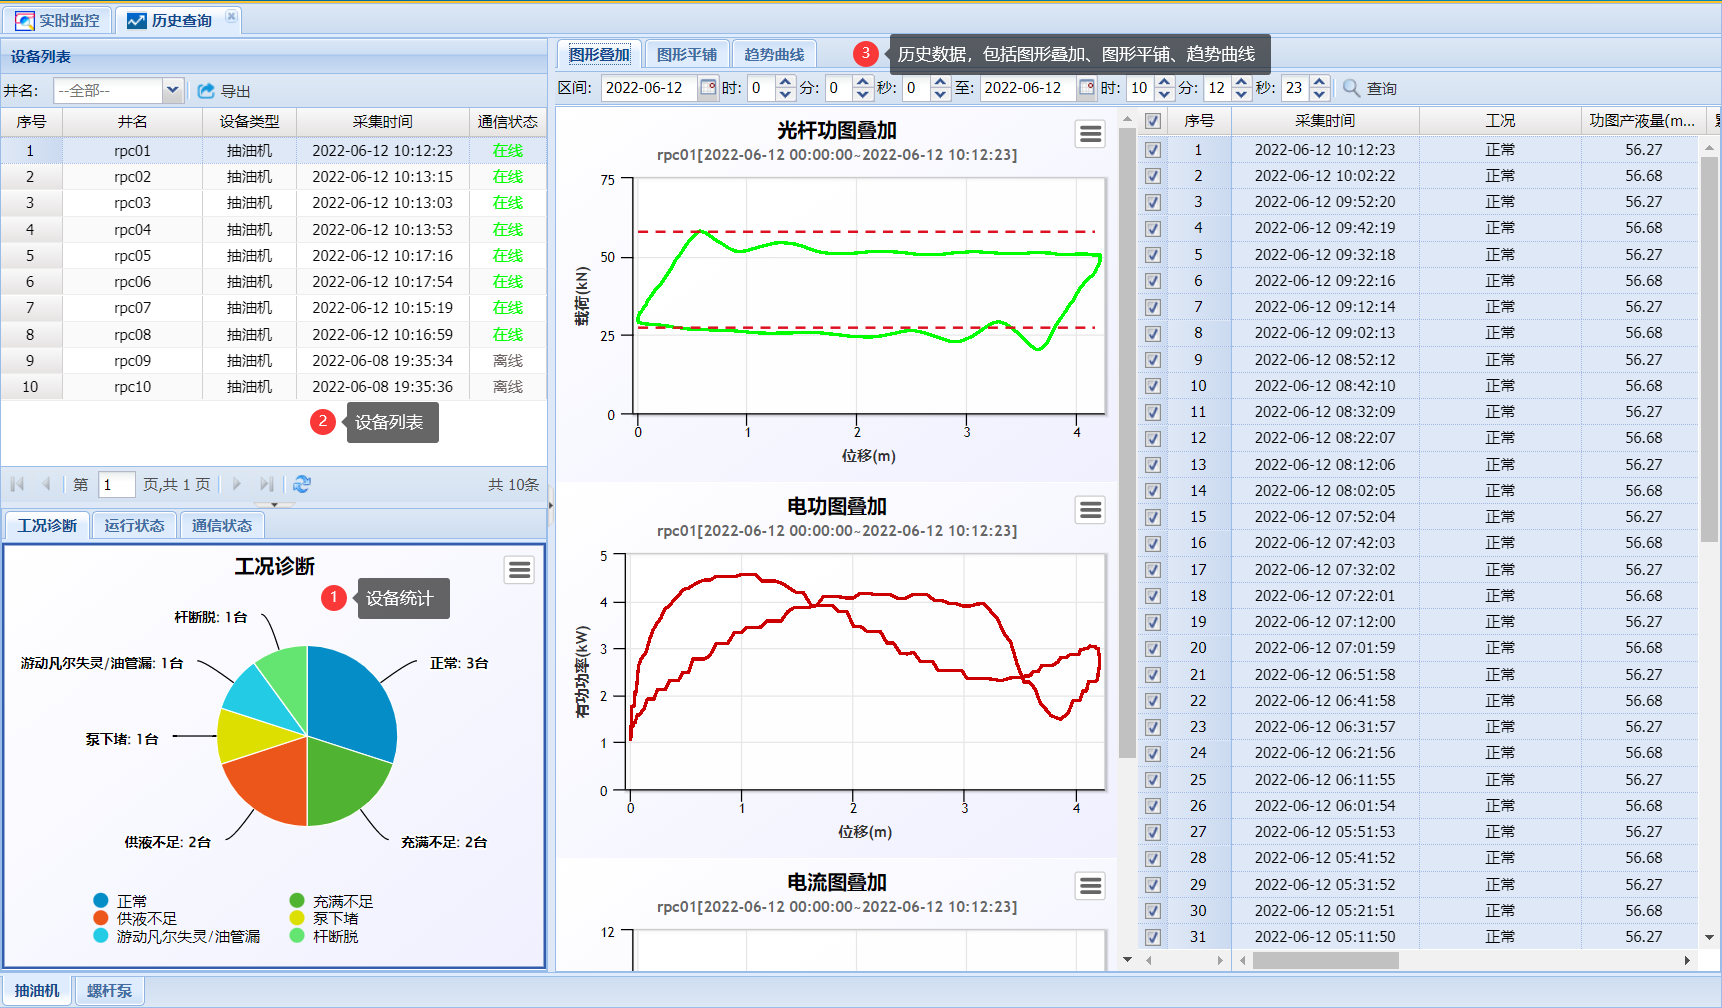 实时监控 历史查询
设备列表
井名: --全部-- 导出
序号 井名 设备类型 采集时间 通信状态
1 rpc01 抽油机 2022-06-12 10:12:23 在线
2 rpc02 抽油机 2022-06-12 10:13:15 在线
3 rpc03 抽油机 2022-06-12 10:13:03 在线
4 rpc04 抽油机 2022-06-12 10:13:53 在线
5 rpc05 抽油机 2022-06-12 10:17:16 在线
6 rpc06 抽油机 2022-06-12 10:17:54 在线
7 rpc07 抽油机 2022-06-12 10:15:19 在线
8 rpc08 抽油机 2022-06-12 10:16:59 在线
9 rpc09 抽油机 2022-06-08 19:35:34 离线
10 rpc10 抽油机 2022-06-08 19:35:36 离线
2 设备列表
第 1 页,共 1 页 共 10条
工况诊断 运行状态 通信状态
工况诊断
1 设备统计
杆断脱: 1台
游动凡尔失灵/油管漏: 1台
正常: 3台
泵下堵: 1台
供液不足: 2台
充满不足: 2台
正常 充满不足
供液不足 泵下堵
游动凡尔失灵/油管漏 杆断脱
抽油机 螺杆泵
图形叠加 图形平铺 趋势曲线
3 历史数据，包括图形叠加、图形平铺、趋势曲线
区间: 2022-06-12 时: 0 分: 0 秒: 0 至: 2022-06-12 时: 10 分: 12 秒: 23 查询
光杆功图叠加
rpc01[2022-06-12 00:00:00~2022-06-12 10:12:23]
75
50
25
0
载荷(kN)
0 1 2 3 4
位移(m)
电功图叠加
rpc01[2022-06-12 00:00:00~2022-06-12 10:12:23]
5
4
3
2
1
0
有功功率(kW)
0 1 2 3 4
位移(m)
电流图叠加
rpc01[2022-06-12 00:00:00~2022-06-12 10:12:23]
12
序号 采集时间 工况 功图产液量(m...
1 2022-06-12 10:12:23 正常 56.27
2 2022-06-12 10:02:22 正常 56.68
3 2022-06-12 09:52:20 正常 56.27
4 2022-06-12 09:42:19 正常 56.68
5 2022-06-12 09:32:18 正常 56.27
6 2022-06-12 09:22:16 正常 56.68
7 2022-06-12 09:12:14 正常 56.27
8 2022-06-12 09:02:13 正常 56.68
9 2022-06-12 08:52:12 正常 56.27
10 2022-06-12 08:42:10 正常 56.68
11 2022-06-12 08:32:09 正常 56.27
12 2022-06-12 08:22:07 正常 56.68
13 2022-06-12 08:12:06 正常 56.27
14 2022-06-12 08:02:05 正常 56.68
15 2022-06-12 07:52:04 正常 56.27
16 2022-06-12 07:42:03 正常 56.68
17 2022-06-12 07:32:02 正常 56.27
18 2022-06-12 07:22:01 正常 56.68
19 2022-06-12 07:12:00 正常 56.27
20 2022-06-12 07:01:59 正常 56.68
21 2022-06-12 06:51:58 正常 56.27
22 2022-06-12 06:41:58 正常 56.68
23 2022-06-12 06:31:57 正常 56.27
24 2022-06-12 06:21:56 正常 56.68
25 2022-06-12 06:11:55 正常 56.27
26 2022-06-12 06:01:54 正常 56.68
27 2022-06-12 05:51:53 正常 56.27
28 2022-06-12 05:41:52 正常 56.68
29 2022-06-12 05:31:52 正常 56.27
30 2022-06-12 05:21:51 正常 56.68
31 2022-06-12 05:11:50 正常 56.27